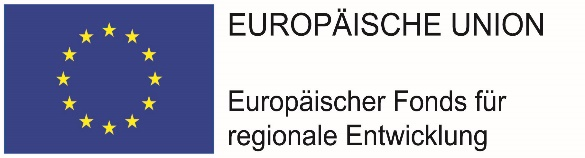 EUROPÄISCHE UNION
Europäischer Fonds für
regionale Entwicklung